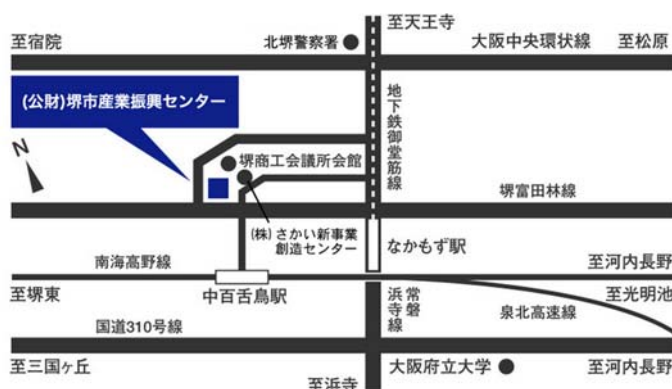 至天王寺
至宿院
北堺警察署
大阪中央環状線
至松原
(公財)堺市産業振興センター
地下鉄御堂筋線
N
堺商工会議所会館
堺富田林線
(株)さかい新事業
創造センター
なかもず駅
南海高野線
至河内長野
至堺東
中百舌鳥駅
至光明池
常磐
浜寺線
泉北高速線
国道310号線
至三国ヶ丘
大阪府立大学
至河内長野
至浜寺